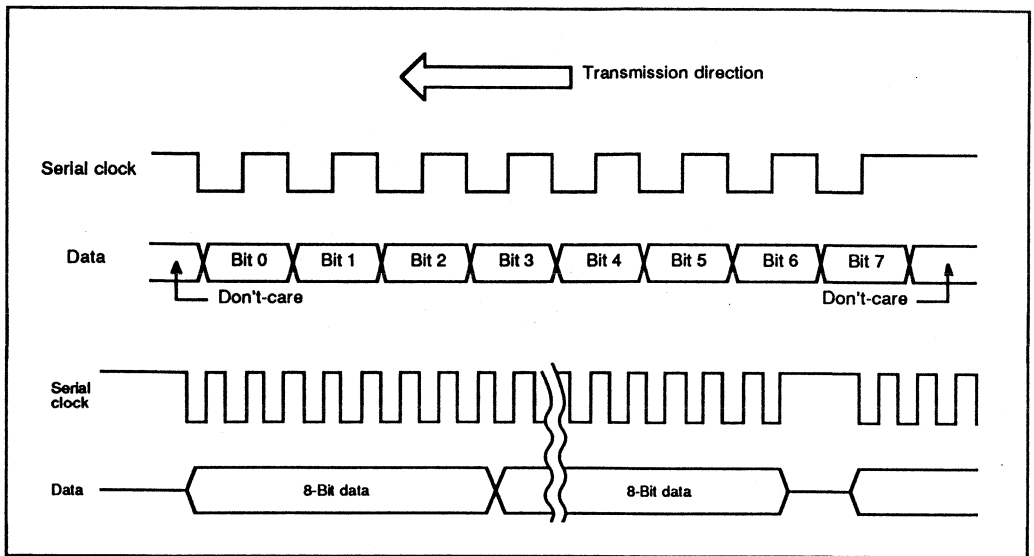 Transmission direction
Serial clock
Data
Bit 0 Bit 1 Bit 2 Bit 3 Bit 4 Bit 5 Bit 6 Bit 7
Don't-care Don't-care
Serial
clock
Data
8-Bit data 8-Bit data